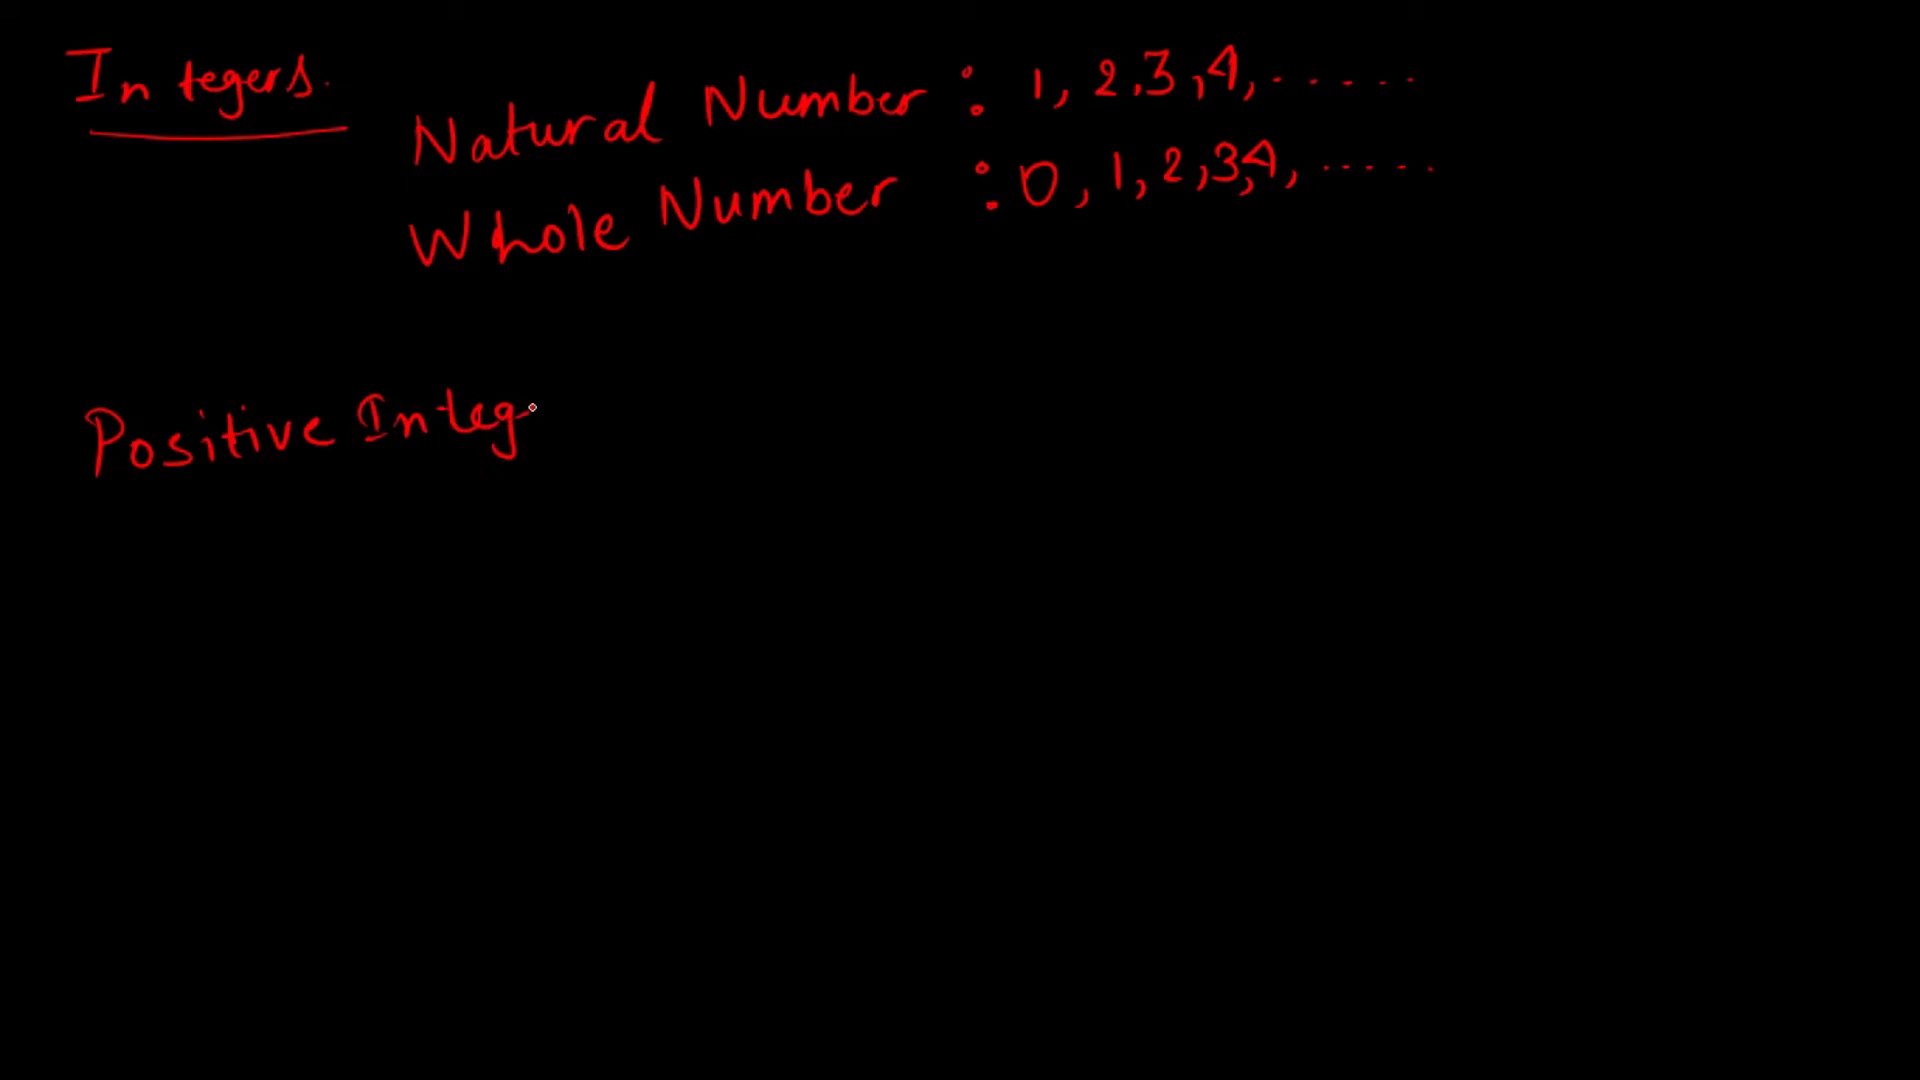 Integers.
Natural Number : 1, 2, 3, 4, .....
Whole Number : 0, 1, 2, 3, 4, .....
Positive Integ